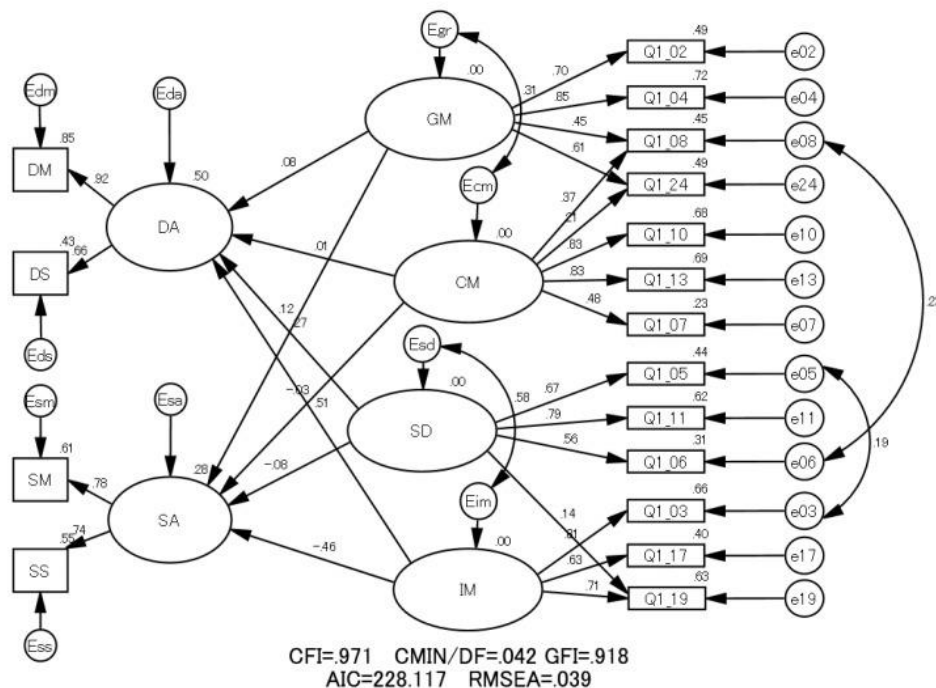 Egr
.49
Q1_02
e02
.00
.70
.72
Edm
Eda
.31
.85
Q1_04
e04
GM
.45
.45
Q1_08
e08
.85
.61
.49
DM
.92
.50
.08
Ecm
Q1_24
e24
.37
.68
DA
.21
.43
.66
.00
.83
Q1_10
e10
.01
.69
DS
CM
.83
Q1_13
e13
.23
.48
.23
.12
Q1_07
e07
.27
Eds
Esd
.44
Esm
Esa
.00
.58
.67
Q1_05
e05
-.03
.62
.51
.79
Q1_11
e11
.61
SD
.56
.31
.19
SM
.78
.28
-.08
Q1_06
e06
Eim
.66
SA
.14
Q1_03
e03
.55
.74
-.46
.00
.81
.40
.63
Q1_17
e17
SS
IM
.63
.71
Q1_19
e19
Ess
CFI=.971 CMIN/DF=.042 GFI=.918
AIC=228.117 RMSEA=.039